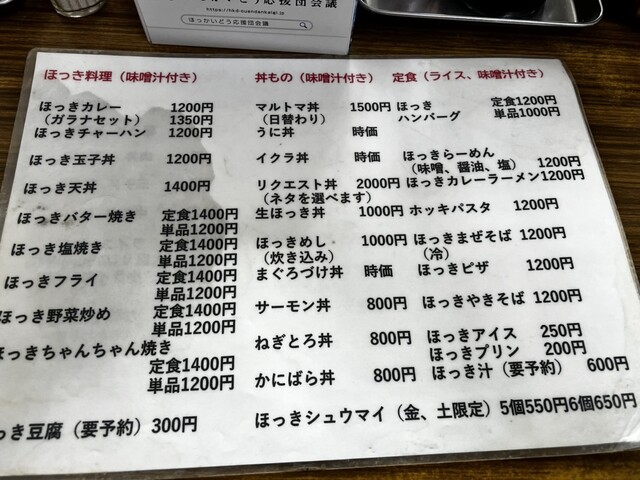 https://hkd-ouendankaigi.jp
ほっかいどう応援団会議
ほっき料理（味噌汁付き）
ほっきカレー 1200円
（ガラナセット） 1350円
ほっきチャーハン 1200円
ほっき玉子丼 1200円
ほっき天丼 1400円
ほっきバター焼き 定食1400円
単品1200円
ほっき塩焼き 定食1400円
単品1200円
ほっきフライ 定食1400円
単品1200円
ほっき野菜炒め 定食1400円
単品1200円
ほっきちゃんちゃん焼き
定食1400円
単品1200円
っき豆腐（要予約）300円
丼もの（味噌汁付き）
マルトマ丼 1500円
（日替わり）
うに丼 時価
イクラ丼 時価
リクエスト丼 2000円
（ネタを選べます）
生ほっき丼 1000円
ほっきめし 1000円
（炊き込み）
まぐろづけ丼 時価
サーモン丼 800円
ねぎとろ丼 800円
かにばら丼 800円
定食（ライス、味噌汁付き）
ほっき 定食1200円
ハンバーグ 単品1000円
ほっきらーめん
（味噌、醤油、塩） 1200円
ほっきカレーラーメン1200円
ホッキパスタ 1200円
ほっきまぜそば 1200円
（冷）
ほっきピザ 1200円
ほっきやきそば 1200円
ほっきアイス 250円
ほっきプリン 200円
ほっき汁（要予約） 600円
ほっきシュウマイ（金、土限定）5個550円6個650円